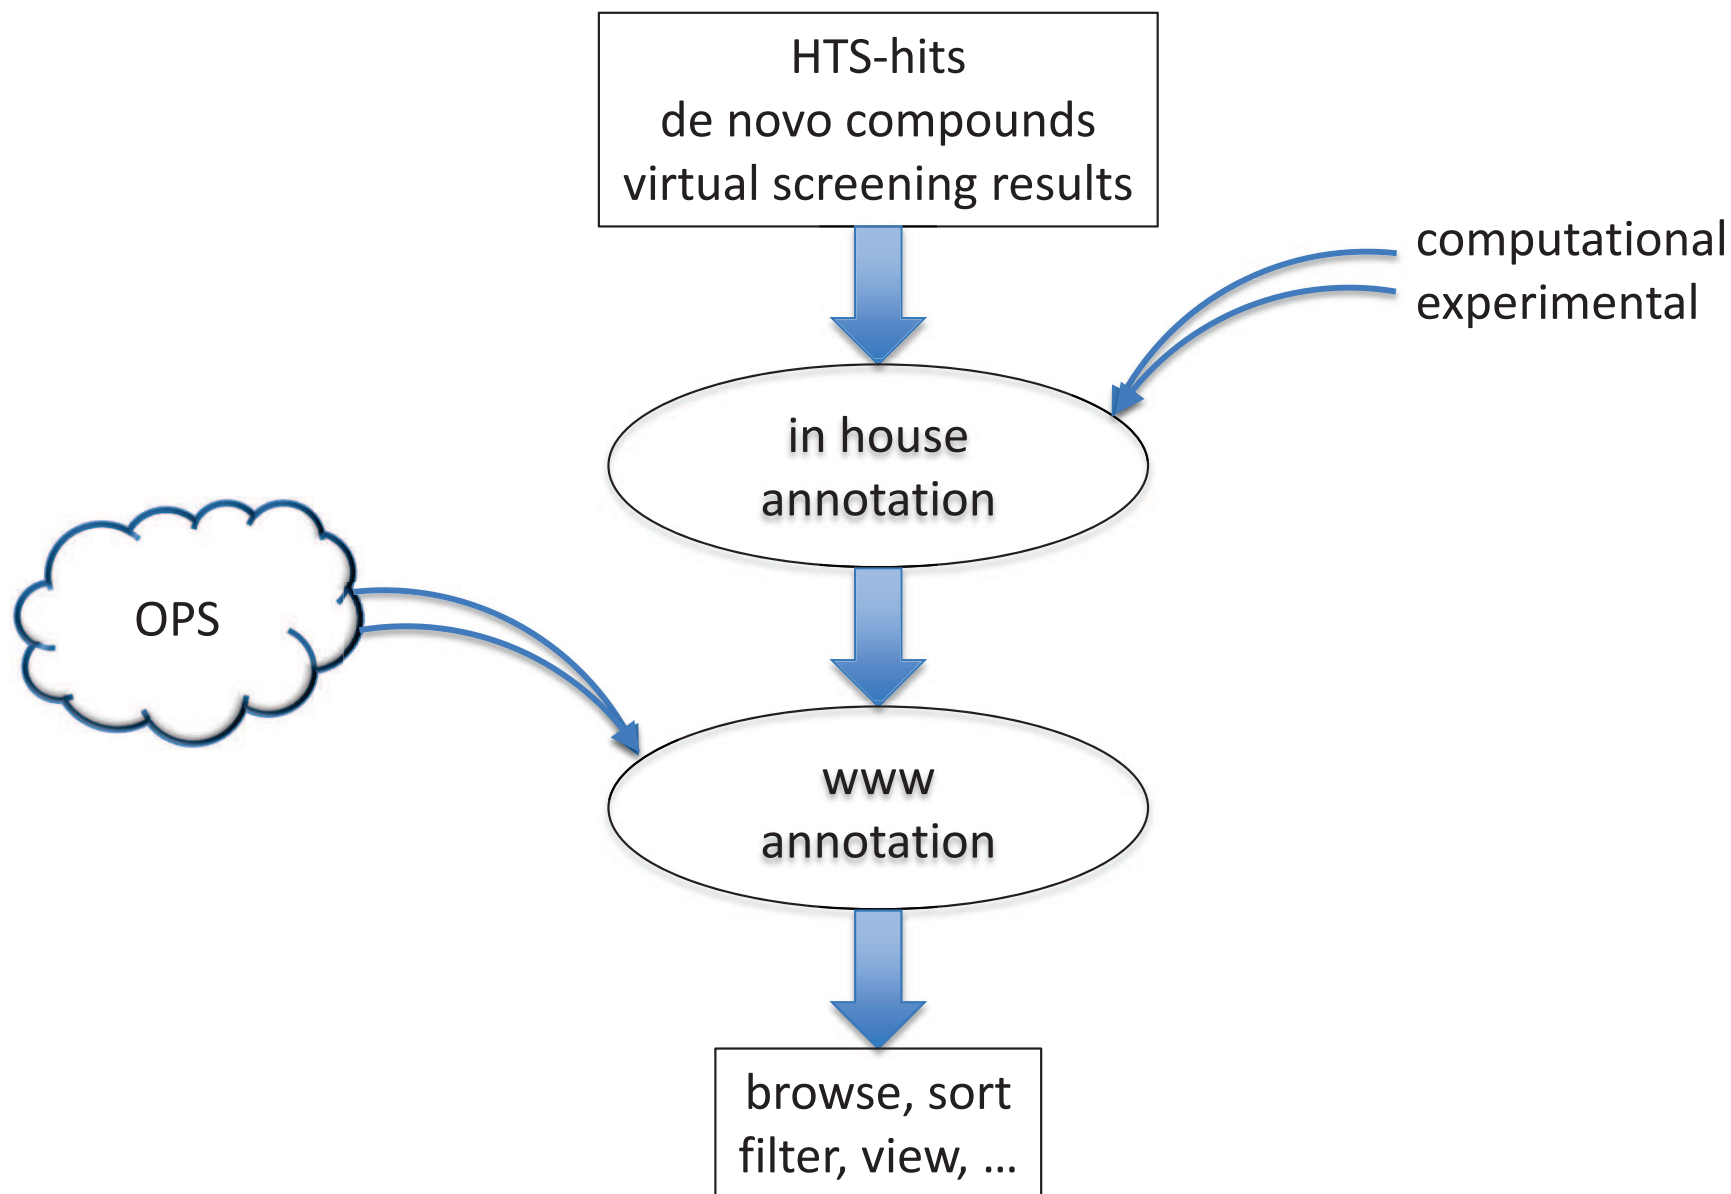 HTS-hits
de novo compounds
virtual screening results
computational
experimental
in house
annotation
OPS
www
annotation
browse, sort
filter, view, ...